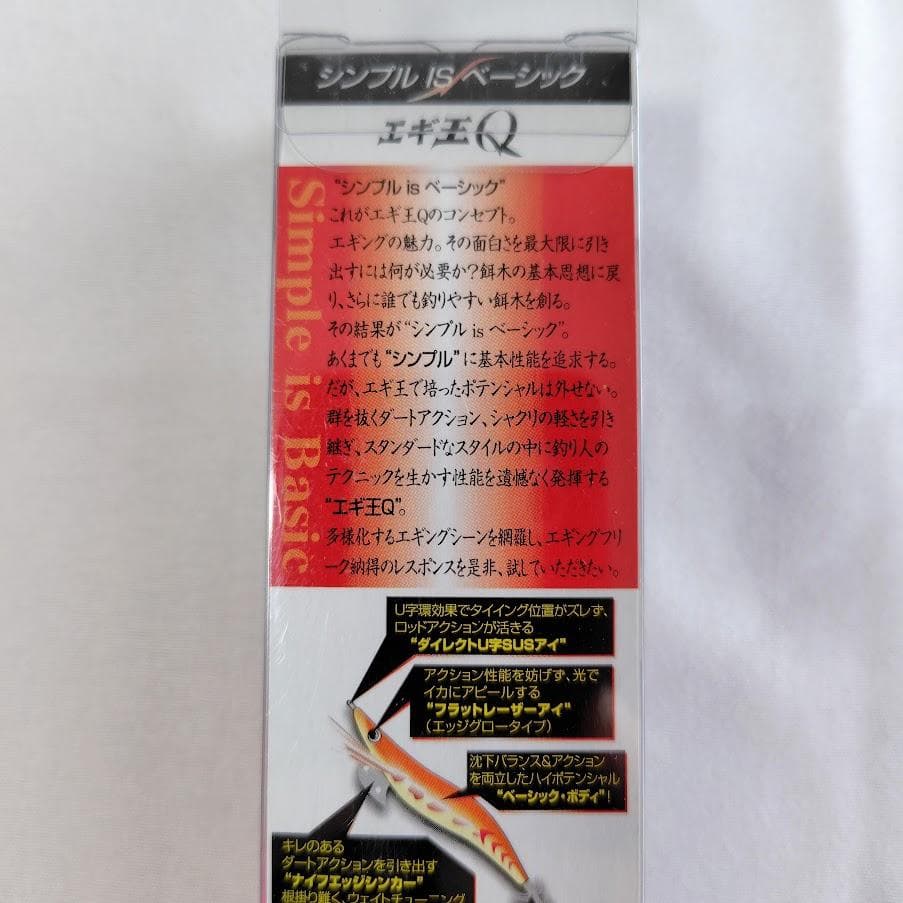 シンプル IS ベーシック
エギ王Q
Simple is Basic
"シンプル is ベーシック"
これがエギ王Qのコンセプト。
エギングの魅力。その面白さを最大限に引き
出すには何が必要か?餌木の基本思想に戻
り、さらに誰でも釣りやすい餌木を創る。
その結果が"シンプル is ベーシック"。
あくまでも"シンプル"に基本性能を追求する。
だが、エギ王で培ったポテンシャルは外せない。
群を抜くダートアクション、シャクリの軽さを引き
継ぎ、スタンダードなスタイルの中に釣り人の
テクニックを生かす性能を遺憾なく発揮する
"エギ王Q"。
多様化するエギングシーンを網羅し、エギングフリ
ーク納得のレスポンスを是非、試していただきたい。
U字環効果でタイイング位置がズレず、
ロッドアクションが活きる
"ダイレクトU字SUSアイ"
アクション性能を妨げず、光で
イカにアピールする
"フラットレーザーアイ"
(エッジグロータイプ)
沈下バランス&アクション
を両立したハイポテンシャル
"ベーシック・ボディ"!
キレのある
ダートアクションを引き出す
"ナイフエッジシンカー"
根掛り難く、ウェイトチューニング